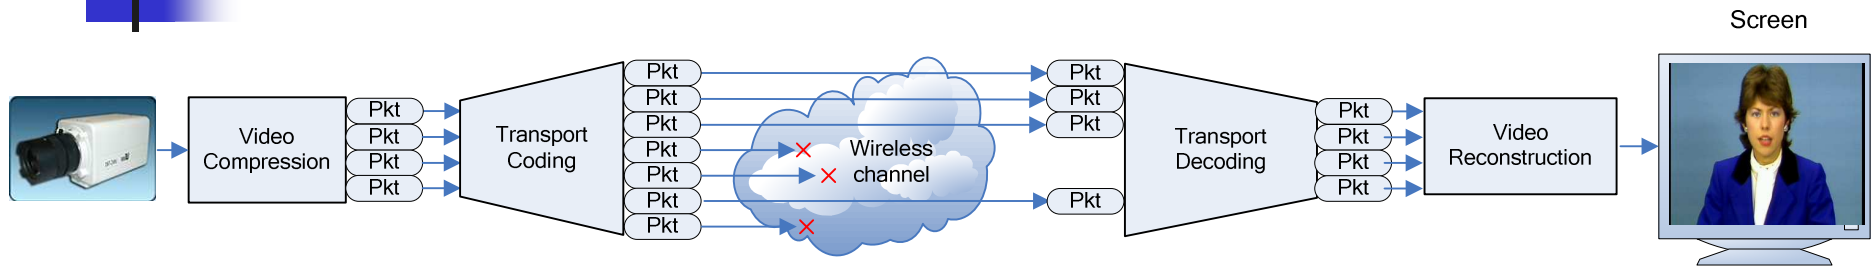 Screen
Video
Compression
Pkt
Pkt
Pkt
Pkt
Transport
Coding
Pkt
Pkt
Pkt
Pkt
Pkt
Pkt
Pkt
Wireless
channel
Pkt
Pkt
Pkt
Pkt
Transport
Decoding
Pkt
Pkt
Pkt
Pkt
Video
Reconstruction